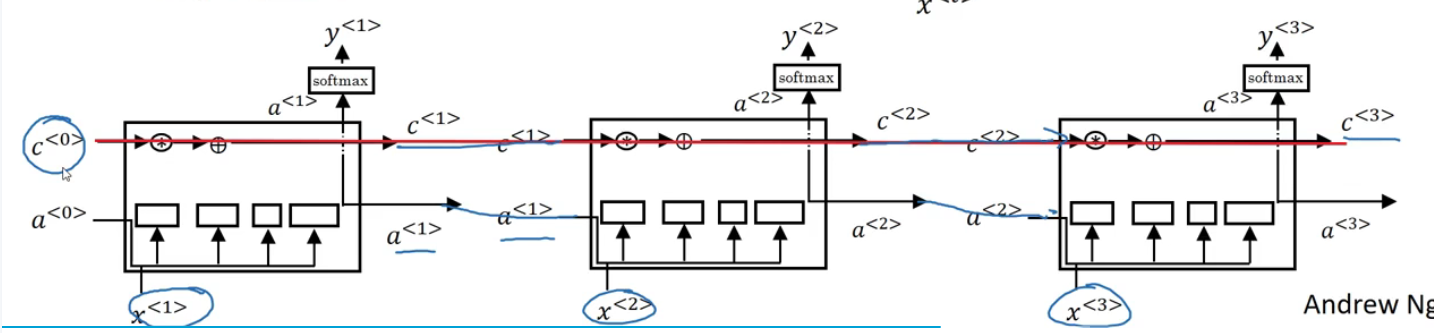 y<1> y<2> y<3>
softmax softmax softmax
a<1> a<2> a<3>
c<0> c<1> c<1> c<2> c<2> c<3>
a<0> a<1> a<1> a<2> a<2> a<3>
x<1> x<2> x<3> Andrew Ng